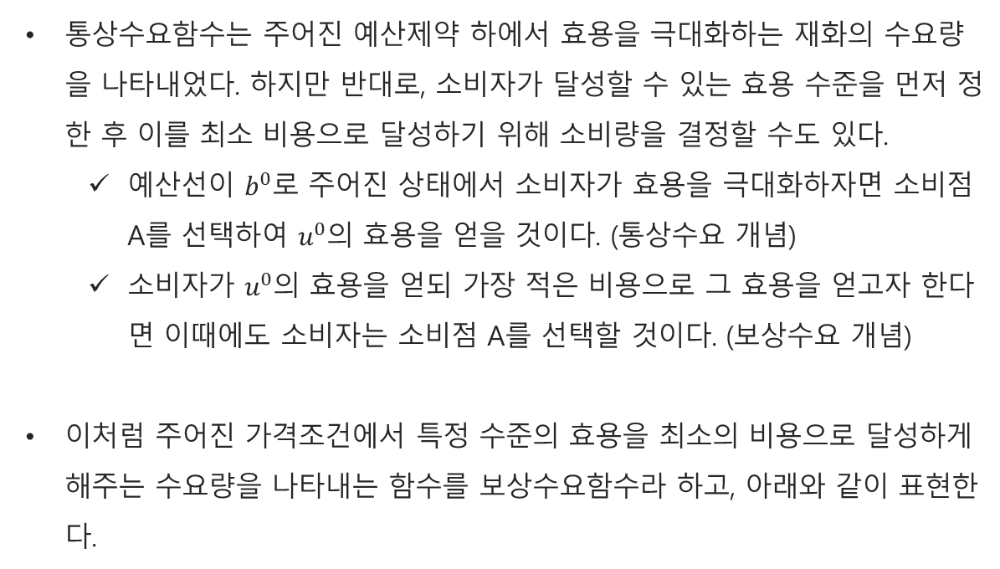 • 통상수요함수는 주어진 예산제약 하에서 효용을 극대화하는 재화의 수요량
을 나타내었다. 하지만 반대로, 소비자가 달성할 수 있는 효용 수준을 먼저 정
한 후 이를 최소 비용으로 달성하기 위해 소비량을 결정할 수도 있다.
✓ 예산선이 b⁰로 주어진 상태에서 소비자가 효용을 극대화하자면 소비점
A를 선택하여 u⁰의 효용을 얻을 것이다. (통상수요 개념)
✓ 소비자가 u⁰의 효용을 얻되 가장 적은 비용으로 그 효용을 얻고자 한다
면 이때에도 소비자는 소비점 A를 선택할 것이다. (보상수요 개념)
• 이처럼 주어진 가격조건에서 특정 수준의 효용을 최소의 비용으로 달성하게
해주는 수요량을 나타내는 함수를 보상수요함수라 하고, 아래와 같이 표현한
다.